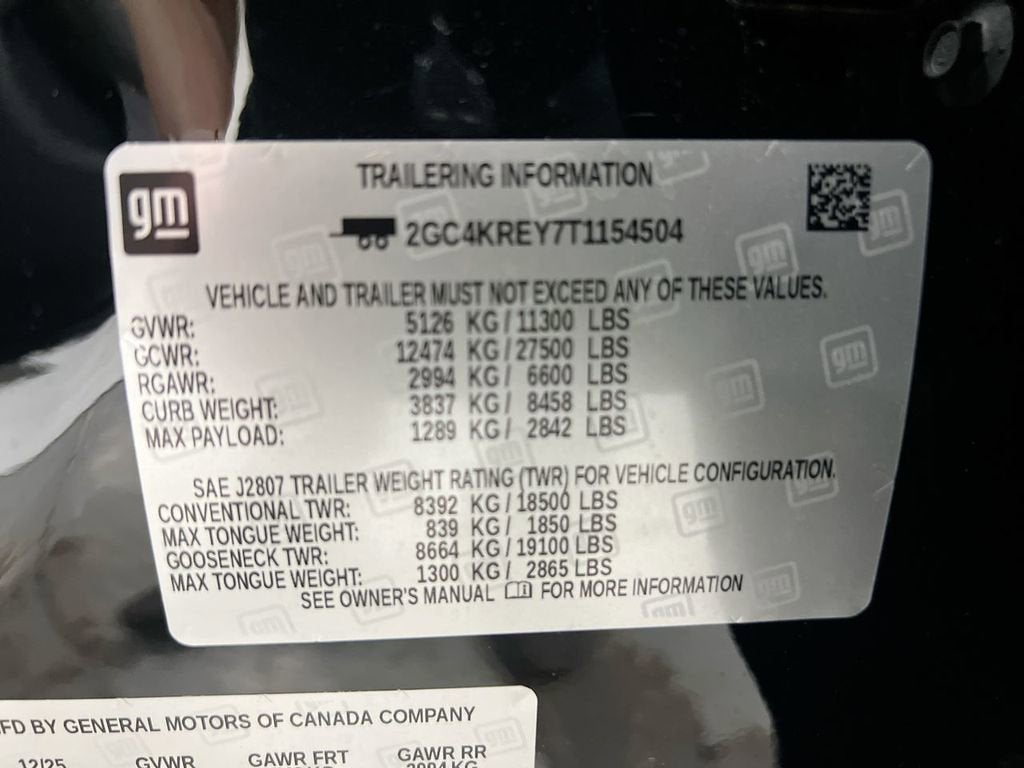 gm
TRAILERING INFORMATION
2GC4KREY7T1154504
VEHICLE AND TRAILER MUST NOT EXCEED ANY OF THESE VALUES.
GVWR: 5126 KG/ 11300 LBS
GCWR: 12474 KG/ 27500 LBS
RGAWR: 2994 KG/ 6600 LBS
CURB WEIGHT: 3837 KG/ 8458 LBS
MAX PAYLOAD: 1289 KG/ 2842 LBS
SAE J2807 TRAILER WEIGHT RATING (TWR) FOR VEHICLE CONFIGURATION.
CONVENTIONAL TWR: 8392 KG/ 18500 LBS
MAX TONGUE WEIGHT: 839 KG/ 1850 LBS
GOOSENECK TWR: 8664 KG/ 19100 LBS
MAX TONGUE WEIGHT: 1300 KG/ 2865 LBS
SEE OWNER'S MANUAL FOR MORE INFORMATION
FD BY GENERAL MOTORS OF CANADA COMPANY
12/25 GVWR GAWR FRT GAWR RR